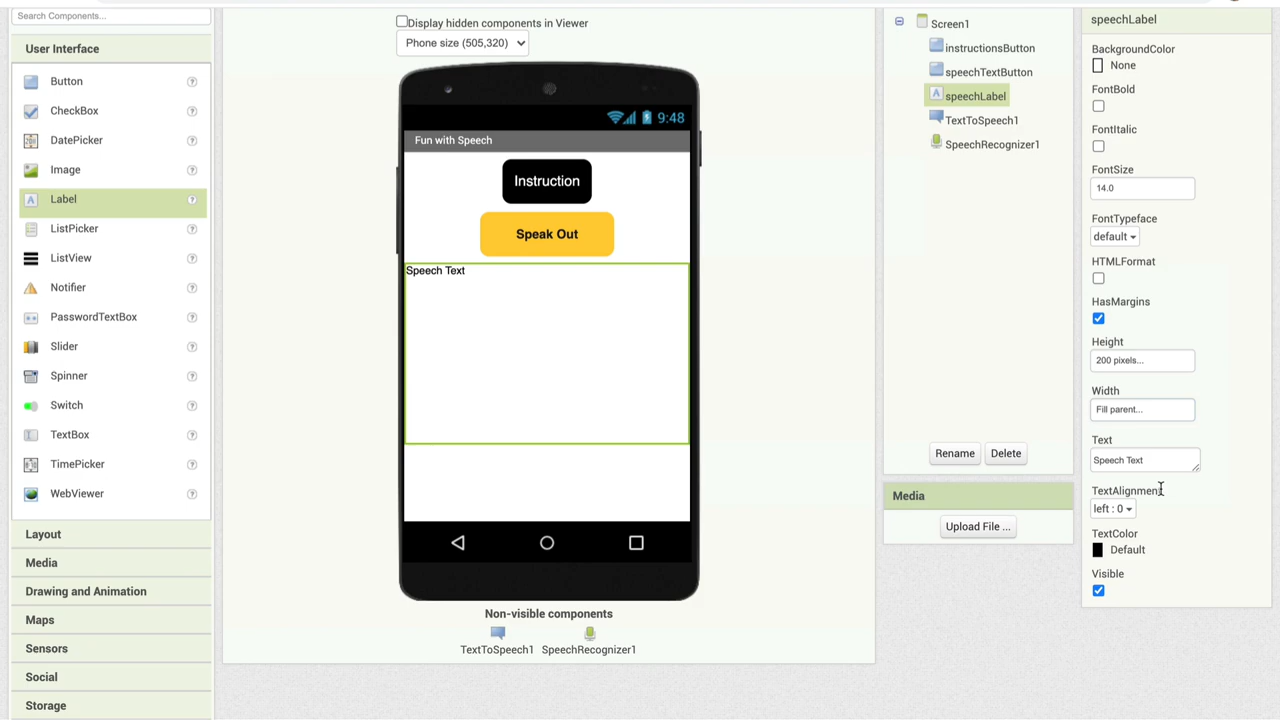 Search Components...
User Interface
Button
CheckBox
DatePicker
Image
Label
ListPicker
ListView
Notifier
PasswordTextBox
Slider
Spinner
Switch
TextBox
TimePicker
WebViewer
Layout
Media
Drawing and Animation
Maps
Sensors
Social
Storage
Display hidden components in Viewer
Phone size (505,320)
9:48
Fun with Speech
Instruction
Speak Out
Speech Text
Non-visible components
TextToSpeech1
SpeechRecognizer1
Screen1
instructionsButton
speechTextButton
speechLabel
TextToSpeech1
SpeechRecognizer1
Rename
Delete
Media
Upload File ...
speechLabel
BackgroundColor
None
FontBold
FontItalic
FontSize
14.0
FontTypeface
default
HTMLFormat
HasMargins
Height
200 pixels...
Width
Fill parent...
Text
Speech Text
TextAlignment
left : 0
TextColor
Default
Visible